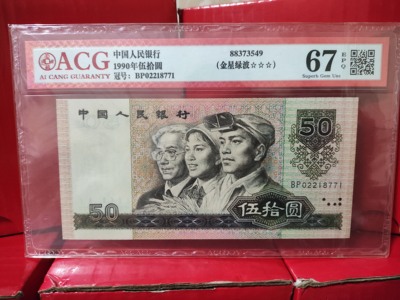 ACG
AI CANG GUARANTY
中国人民银行
1990年伍拾圆
冠号: BP02218771
88373549
(金星绿波☆☆☆)
67 EPQ
Superb Gem Unc
中国人民银行
50
BP02218771
50
伍拾圆